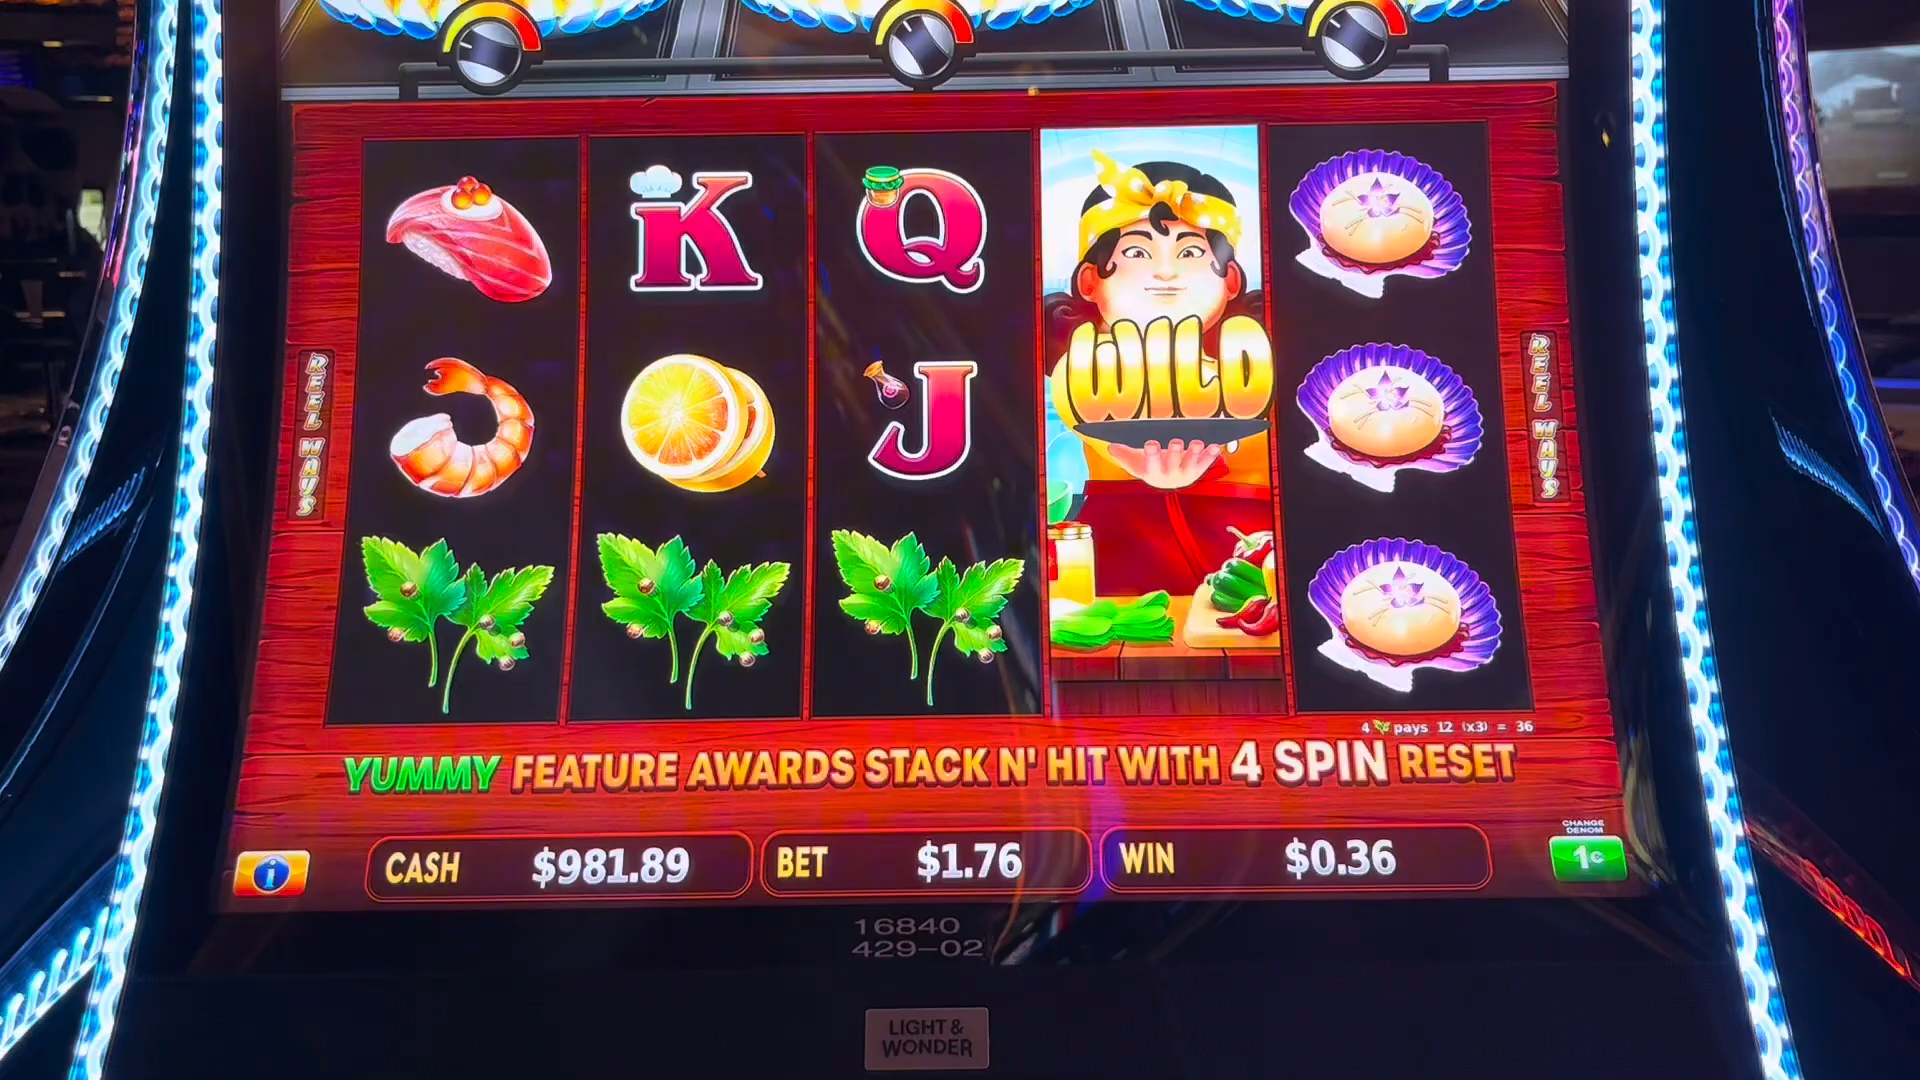 K
Q
WILD
J
REEL WAYS
REEL WAYS
4 pays 12 (x3) = 36
YUMMY FEATURE AWARDS STACK N' HIT WITH 4 SPIN RESET
CHANGE
DENOM
CASH $981.89
BET $1.76
WIN $0.36
1¢
16840
429-02
LIGHT &
WONDER